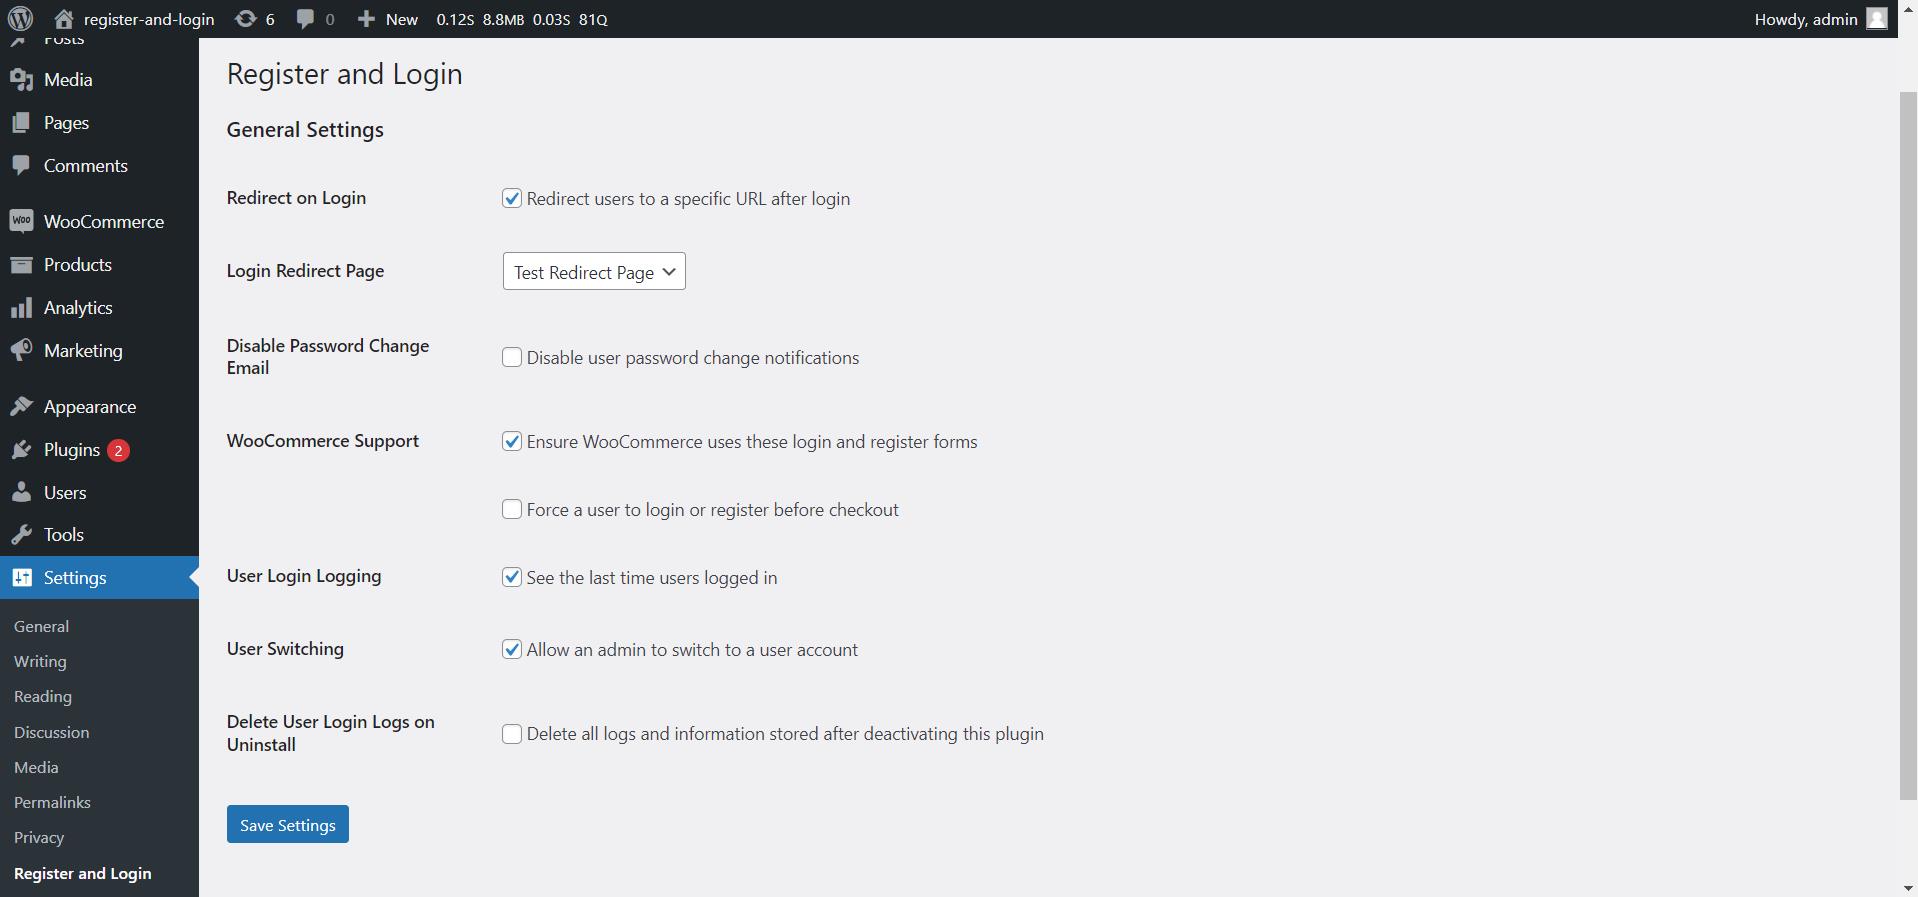 register-and-login 6 0 New 0.12S 8.8MB 0.03S 81Q Howdy, admin
Posts
Media
Pages
Comments
Woo WooCommerce
Products
Analytics
Marketing
Appearance
Plugins 2
Users
Tools
Settings
General
Writing
Reading
Discussion
Media
Permalinks
Privacy
Register and Login
Register and Login
General Settings
Redirect on Login
Redirect users to a specific URL after login
Login Redirect Page
Test Redirect Page
Disable Password Change
Email
Disable user password change notifications
WooCommerce Support
Ensure WooCommerce uses these login and register forms
Force a user to login or register before checkout
User Login Logging
See the last time users logged in
User Switching
Allow an admin to switch to a user account
Delete User Login Logs on
Uninstall
Delete all logs and information stored after deactivating this plugin
Save Settings